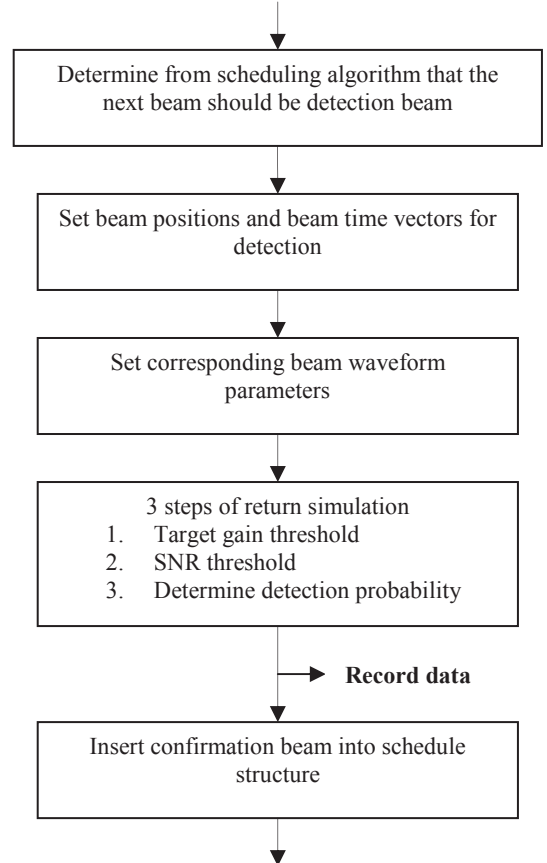 Determine from scheduling algorithm that the
next beam should be detection beam
Set beam positions and beam time vectors for
detection
Set corresponding beam waveform
parameters
3 steps of return simulation
1. Target gain threshold
2. SNR threshold
3. Determine detection probability
Record data
Insert confirmation beam into schedule
structure